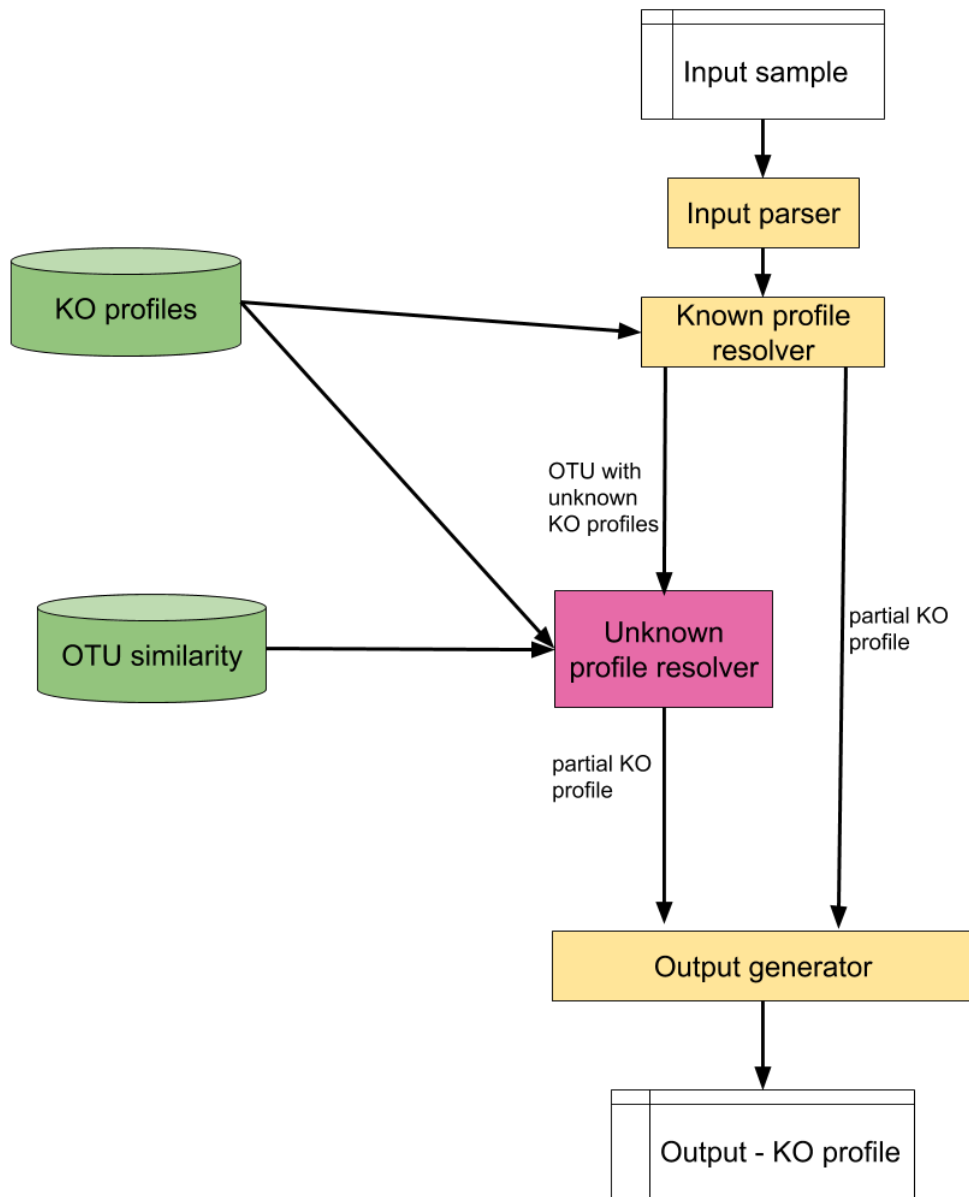 Input sample
Input parser
KO profiles
Known profile
resolver
OTU with
unknown
KO profiles
OTU similarity
Unknown
profile resolver
partial KO
profile
partial KO
profile
Output generator
Output - KO profile